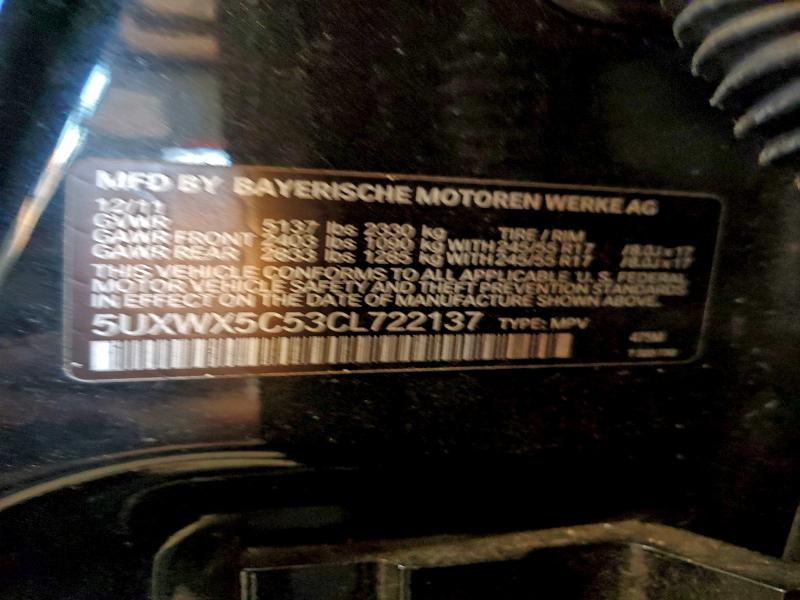 MFD BY BAYERISCHE MOTOREN WERKE AG
12/11
GVWR 5137 lbs 2330 kg TIRE / RIM
GAWR FRONT 2403 lbs 1090 kg WITH 245/55 R17
GAWR REAR 2833 lbs 1285 kg WITH 245/55 R17
THIS VEHICLE CONFORMS TO ALL APPLICABLE U.S. FEDERAL
MOTOR VEHICLE SAFETY AND THEFT PREVENTION STANDARDS
IN EFFECT ON THE DATE OF MANUFACTURE SHOWN ABOVE.
5UXWX5C53CL722137 TYPE: MPV